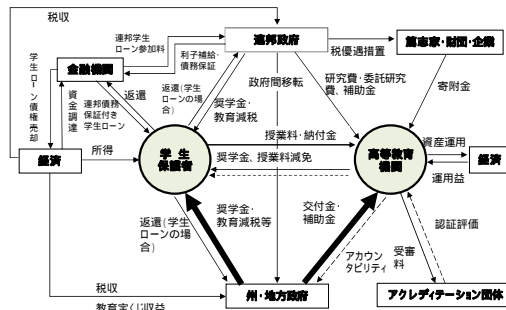 税収
連邦学生
ローン参加料
利子補給・
債務保証
連邦政府
税優遇措置
篤志家・財団・企業
金融機関
学生ローン債権売却
資金調達
返還
連邦債務
保証付き
学生ローン
返還(学生
ローンの場
合)
奨学金・
教育減税
政府間移転
研究費・委託研究
費、補助金
寄附金
経済
所得
学生
保護者
授業料・納付金
奨学金、授業料減免
高等教育
機関
資産運用
運用益
経済
返還(学生
ローンの場
合)
奨学金・
教育減税等
交付金・
補助金
アカウン
タビリティ
受審
料
認証評価
税収
教育宝くじ収益
州・地方政府
アクレディテーション団体